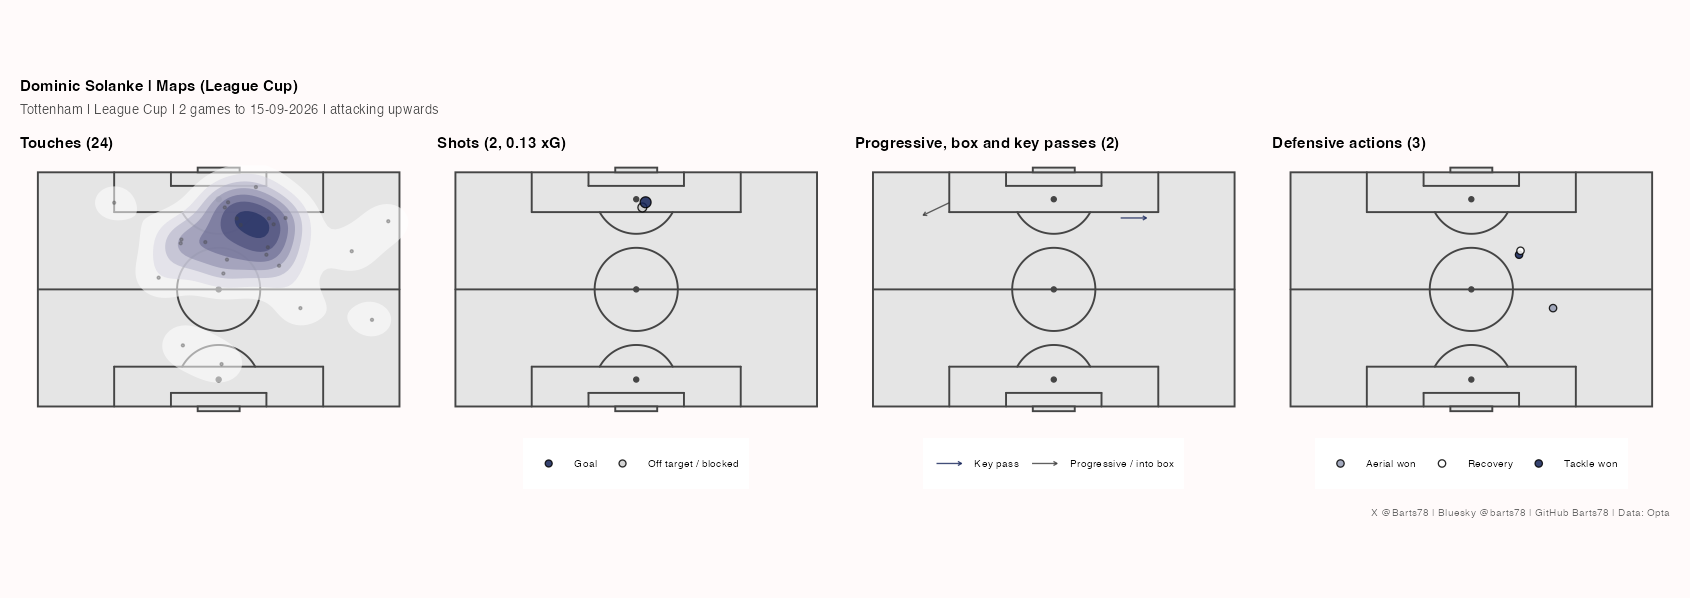 Dominic Solanke | Maps (League Cup)
Tottenham | League Cup | 2 games to 15-09-2026 | attacking upwards
Touches (24)
Shots (2, 0.13 xG)
Progressive, box and key passes (2)
Defensive actions (3)
Goal
Off target / blocked
Key pass
Progressive / into box
Aerial won
Recovery
Tackle won
X @Barts78 | Bluesky @barts78 | GitHub Barts78 | Data: Opta